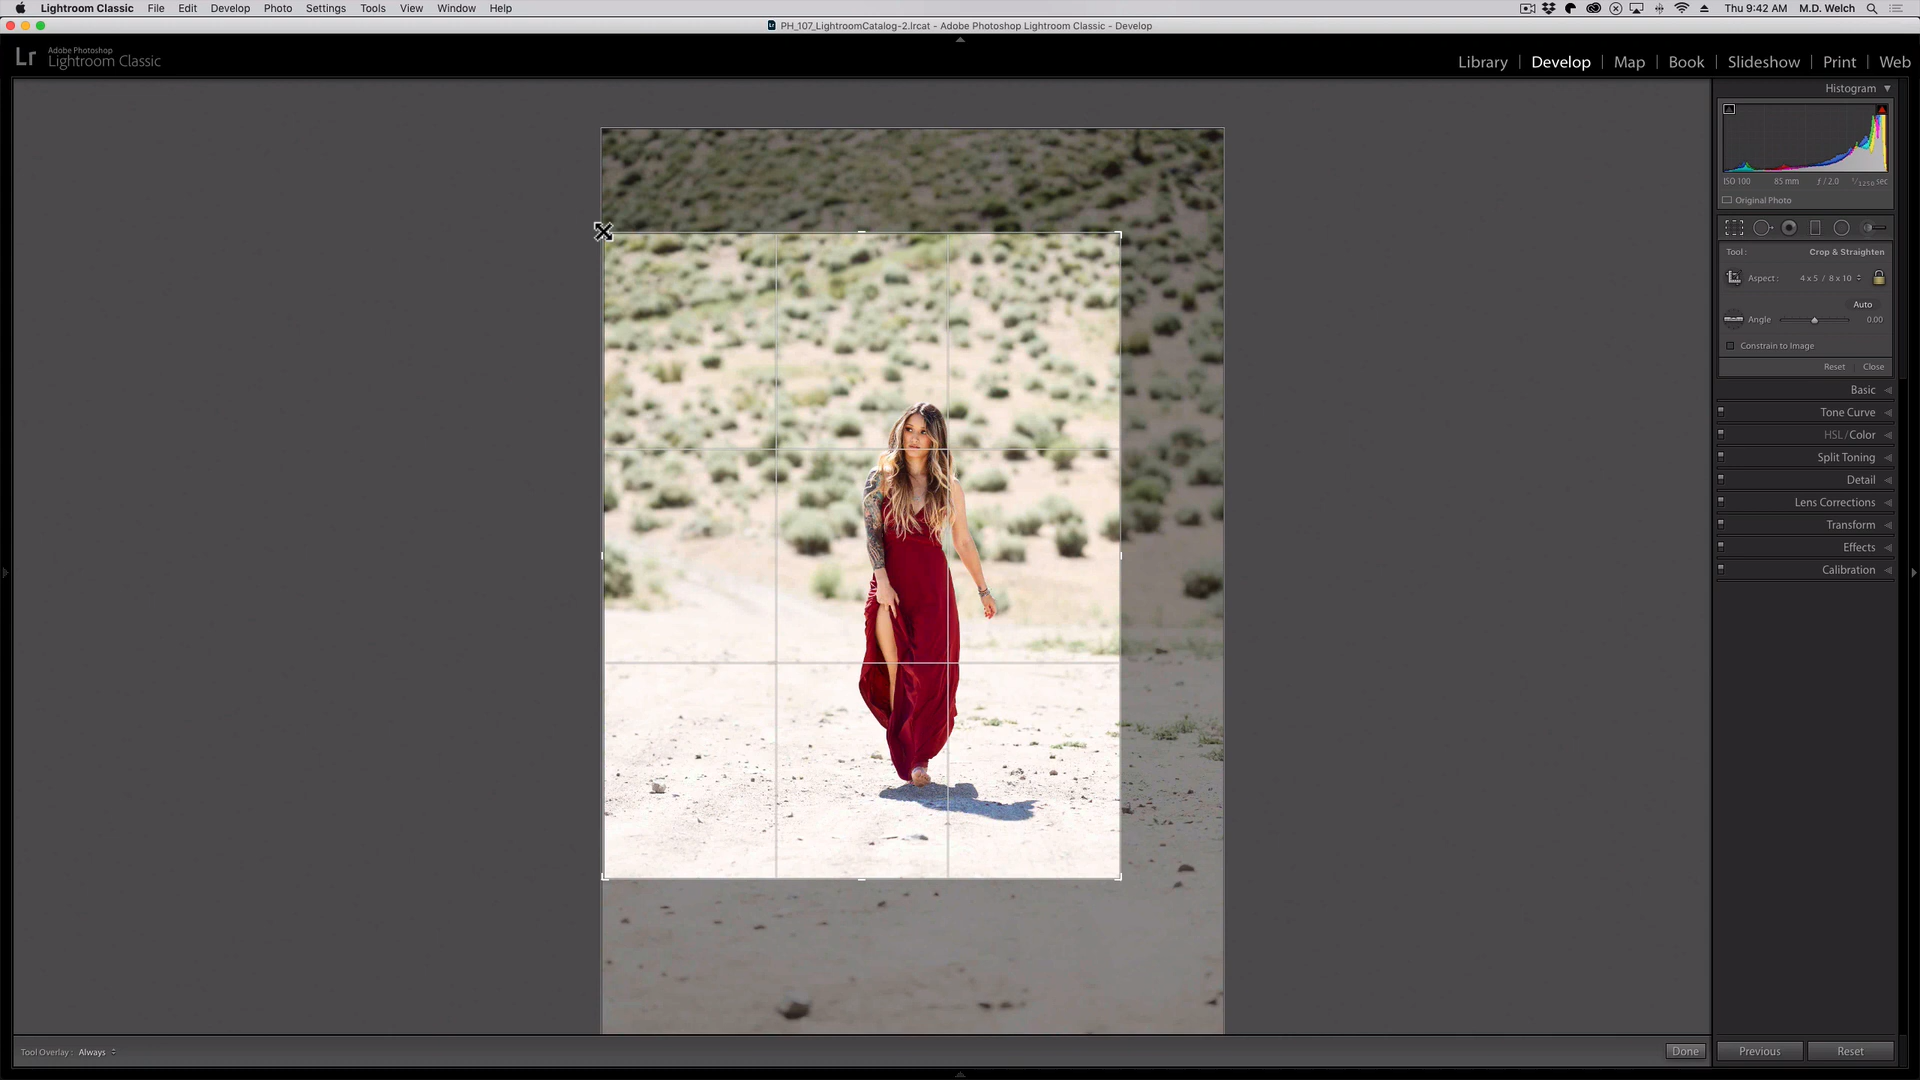 Lightroom Classic File Edit Develop Photo Settings Tools View Window Help
Thu 9:42 AM M.D. Welch
PH_107_LightroomCatalog-2.lrcat - Adobe Photoshop Lightroom Classic - Develop
Lr
Adobe Photoshop
Lightroom Classic
Library | Develop | Map | Book | Slideshow | Print | Web
Histogram
ISO 100 85 mm ƒ / 2.0 1/1250 sec
Original Photo
Tool : Crop & Straighten
Aspect : 4 x 5 / 8 x 10
Auto
Angle 0.00
Constrain to Image
Reset Close
Basic
Tone Curve
HSL / Color
Split Toning
Detail
Lens Corrections
Transform
Effects
Calibration
Tool Overlay : Always
Done
Previous Reset